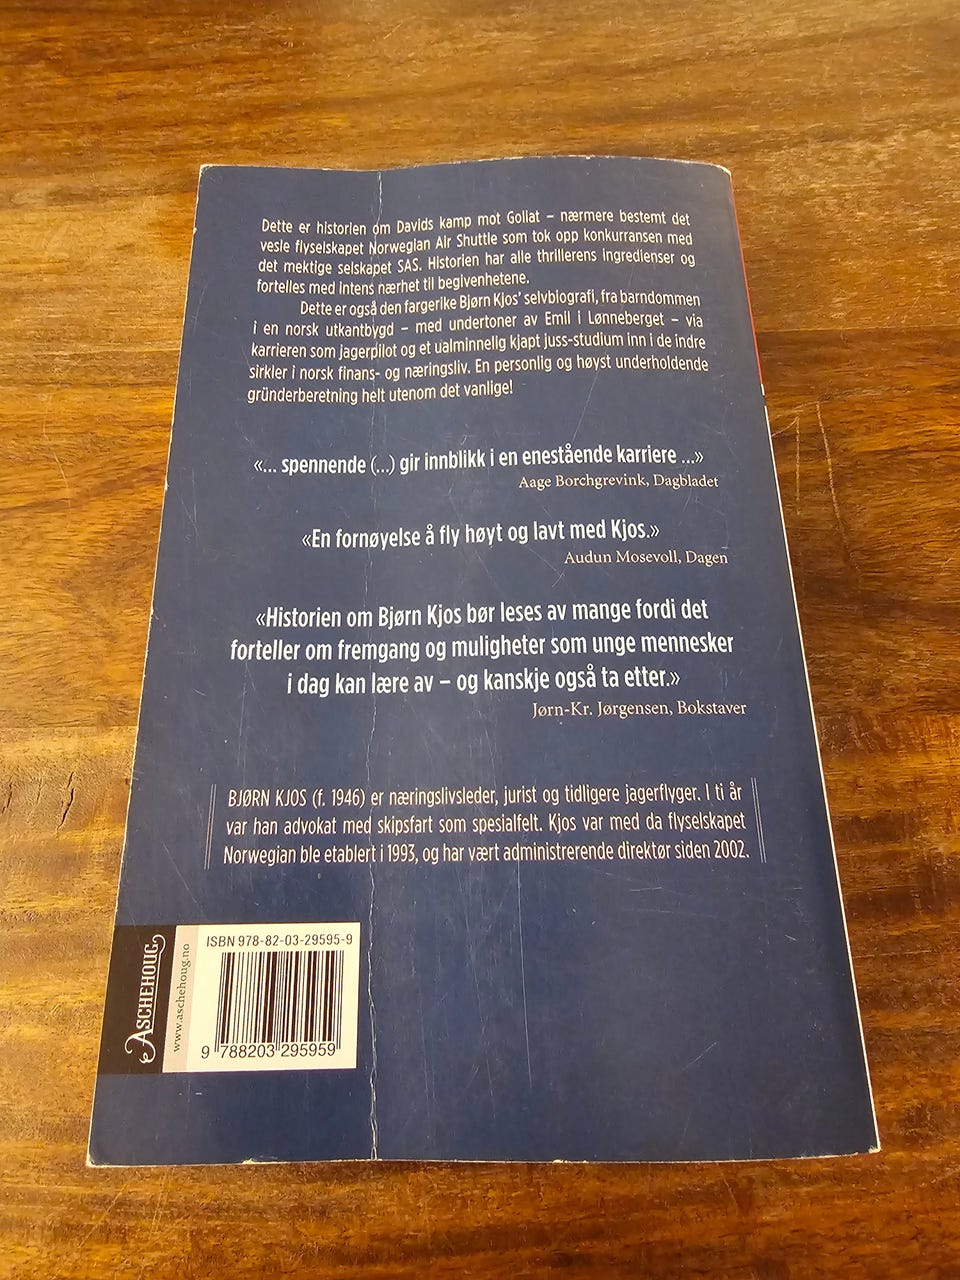 Dette er historien om Davids kamp mot Goliat – nærmere bestemt det
vesle flyselskapet Norwegian Air Shuttle som tok opp konkurransen med
det mektige selskapet SAS. Historien har alle thrillerens ingredienser og
fortelles med intens nærhet til begivenhetene.
Dette er også den fargerike Bjørn Kjos' selvbiografi, fra barndommen
i en norsk utkantbygd – med undertoner av Emil i Lønneberget – via
karrieren som jagerpilot og et ualminnelig kjapt juss-studium inn i de indre
sirkler i norsk finans- og næringsliv. En personlig og høyst underholdende
gründerberetning helt utenom det vanlige!
«... spennende (...) gir innblikk i en enestående karriere ...»
Aage Borchgrevink, Dagbladet
«En fornøyelse å fly høyt og lavt med Kjos.»
Audun Mosevoll, Dagen
«Historien om Bjørn Kjos bør leses av mange fordi det
forteller om fremgang og muligheter som unge mennesker
i dag kan lære av – og kanskje også ta etter.»
Jørn-Kr. Jørgensen, Bokstaver
BJØRN KJOS (f. 1946) er næringslivsleder, jurist og tidligere jagerflyger. I ti år
var han advokat med skipsfart som spesialfelt. Kjos var med da flyselskapet
Norwegian ble etablert i 1993, og har vært administrerende direktør siden 2002.
ASCHEHOUG
www.aschehoug.no
ISBN 978-82-03-29595-9
9 788203 295959